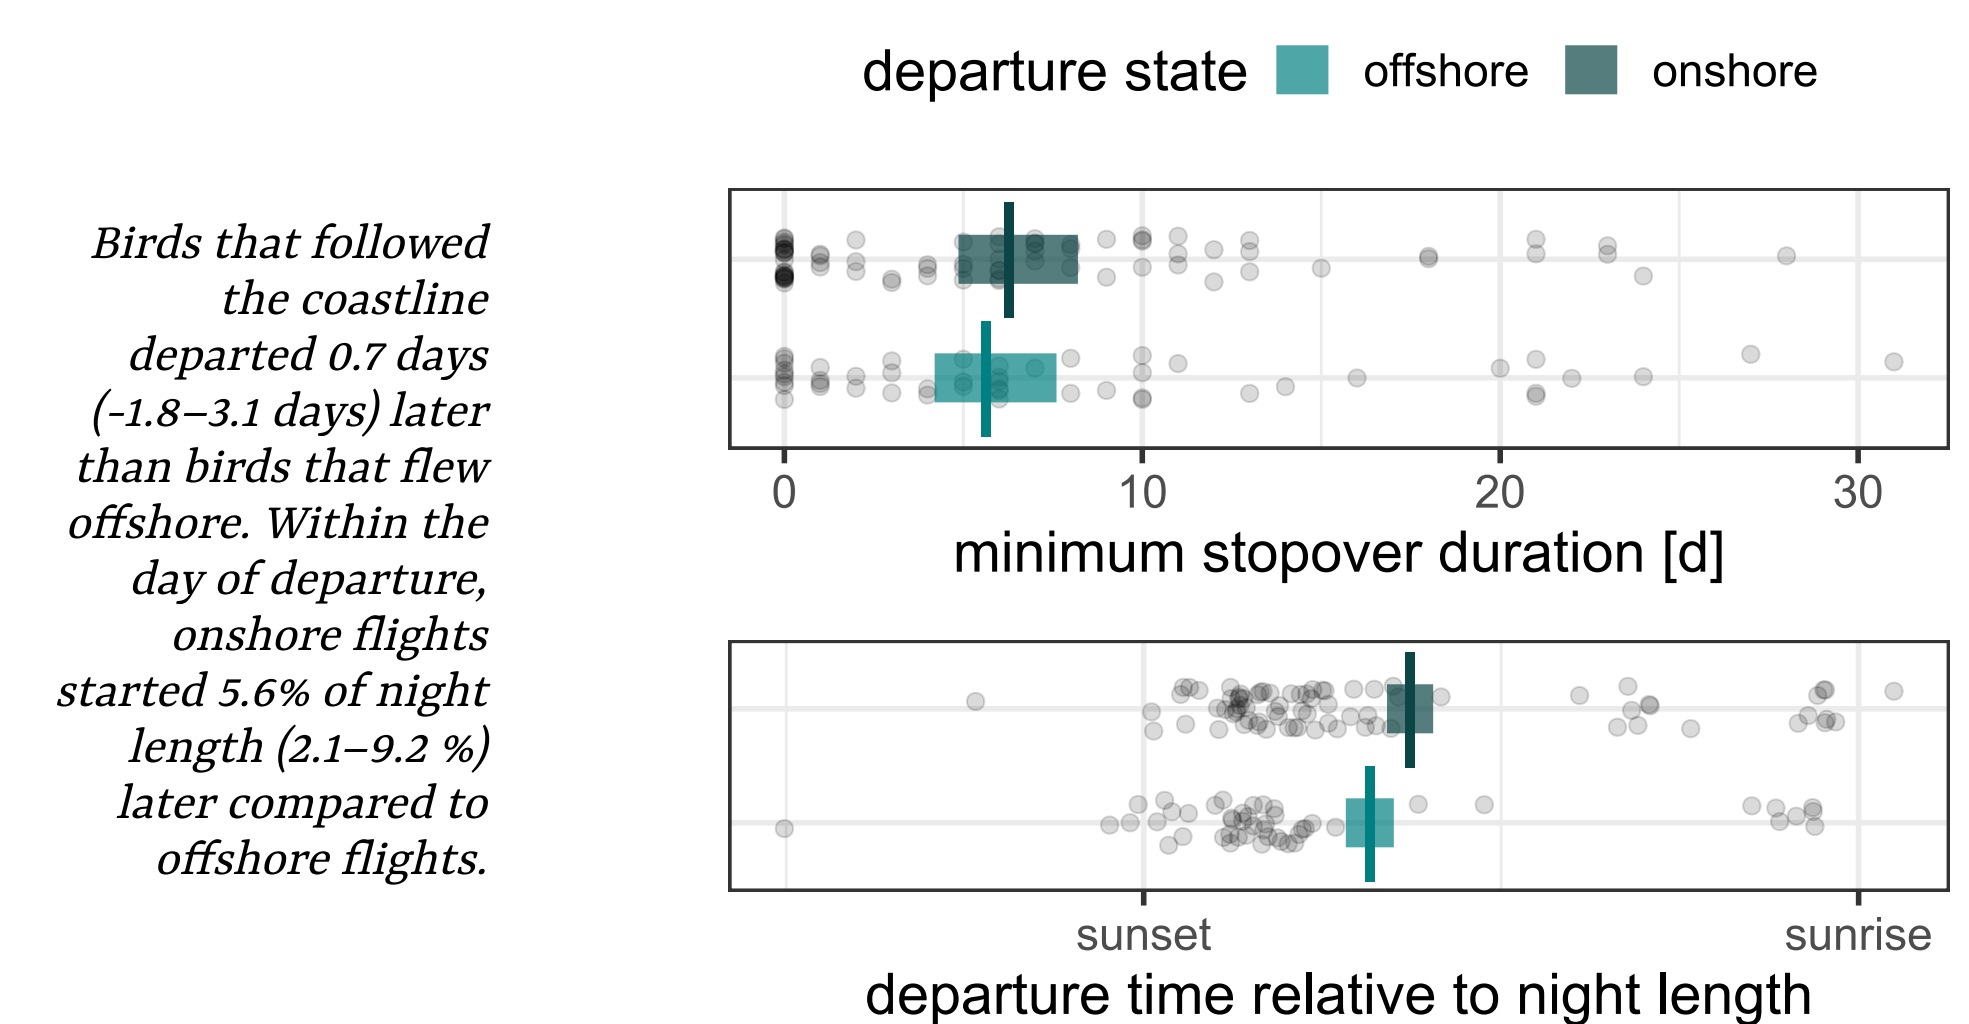 departure state offshore onshore
Birds that followed
the coastline
departed 0.7 days
(-1.8–3.1 days) later
than birds that flew
offshore. Within the
day of departure,
onshore flights
started 5.6% of night
length (2.1–9.2 %)
later compared to
offshore flights.
0 10 20 30
minimum stopover duration [d]
sunset sunrise
departure time relative to night length